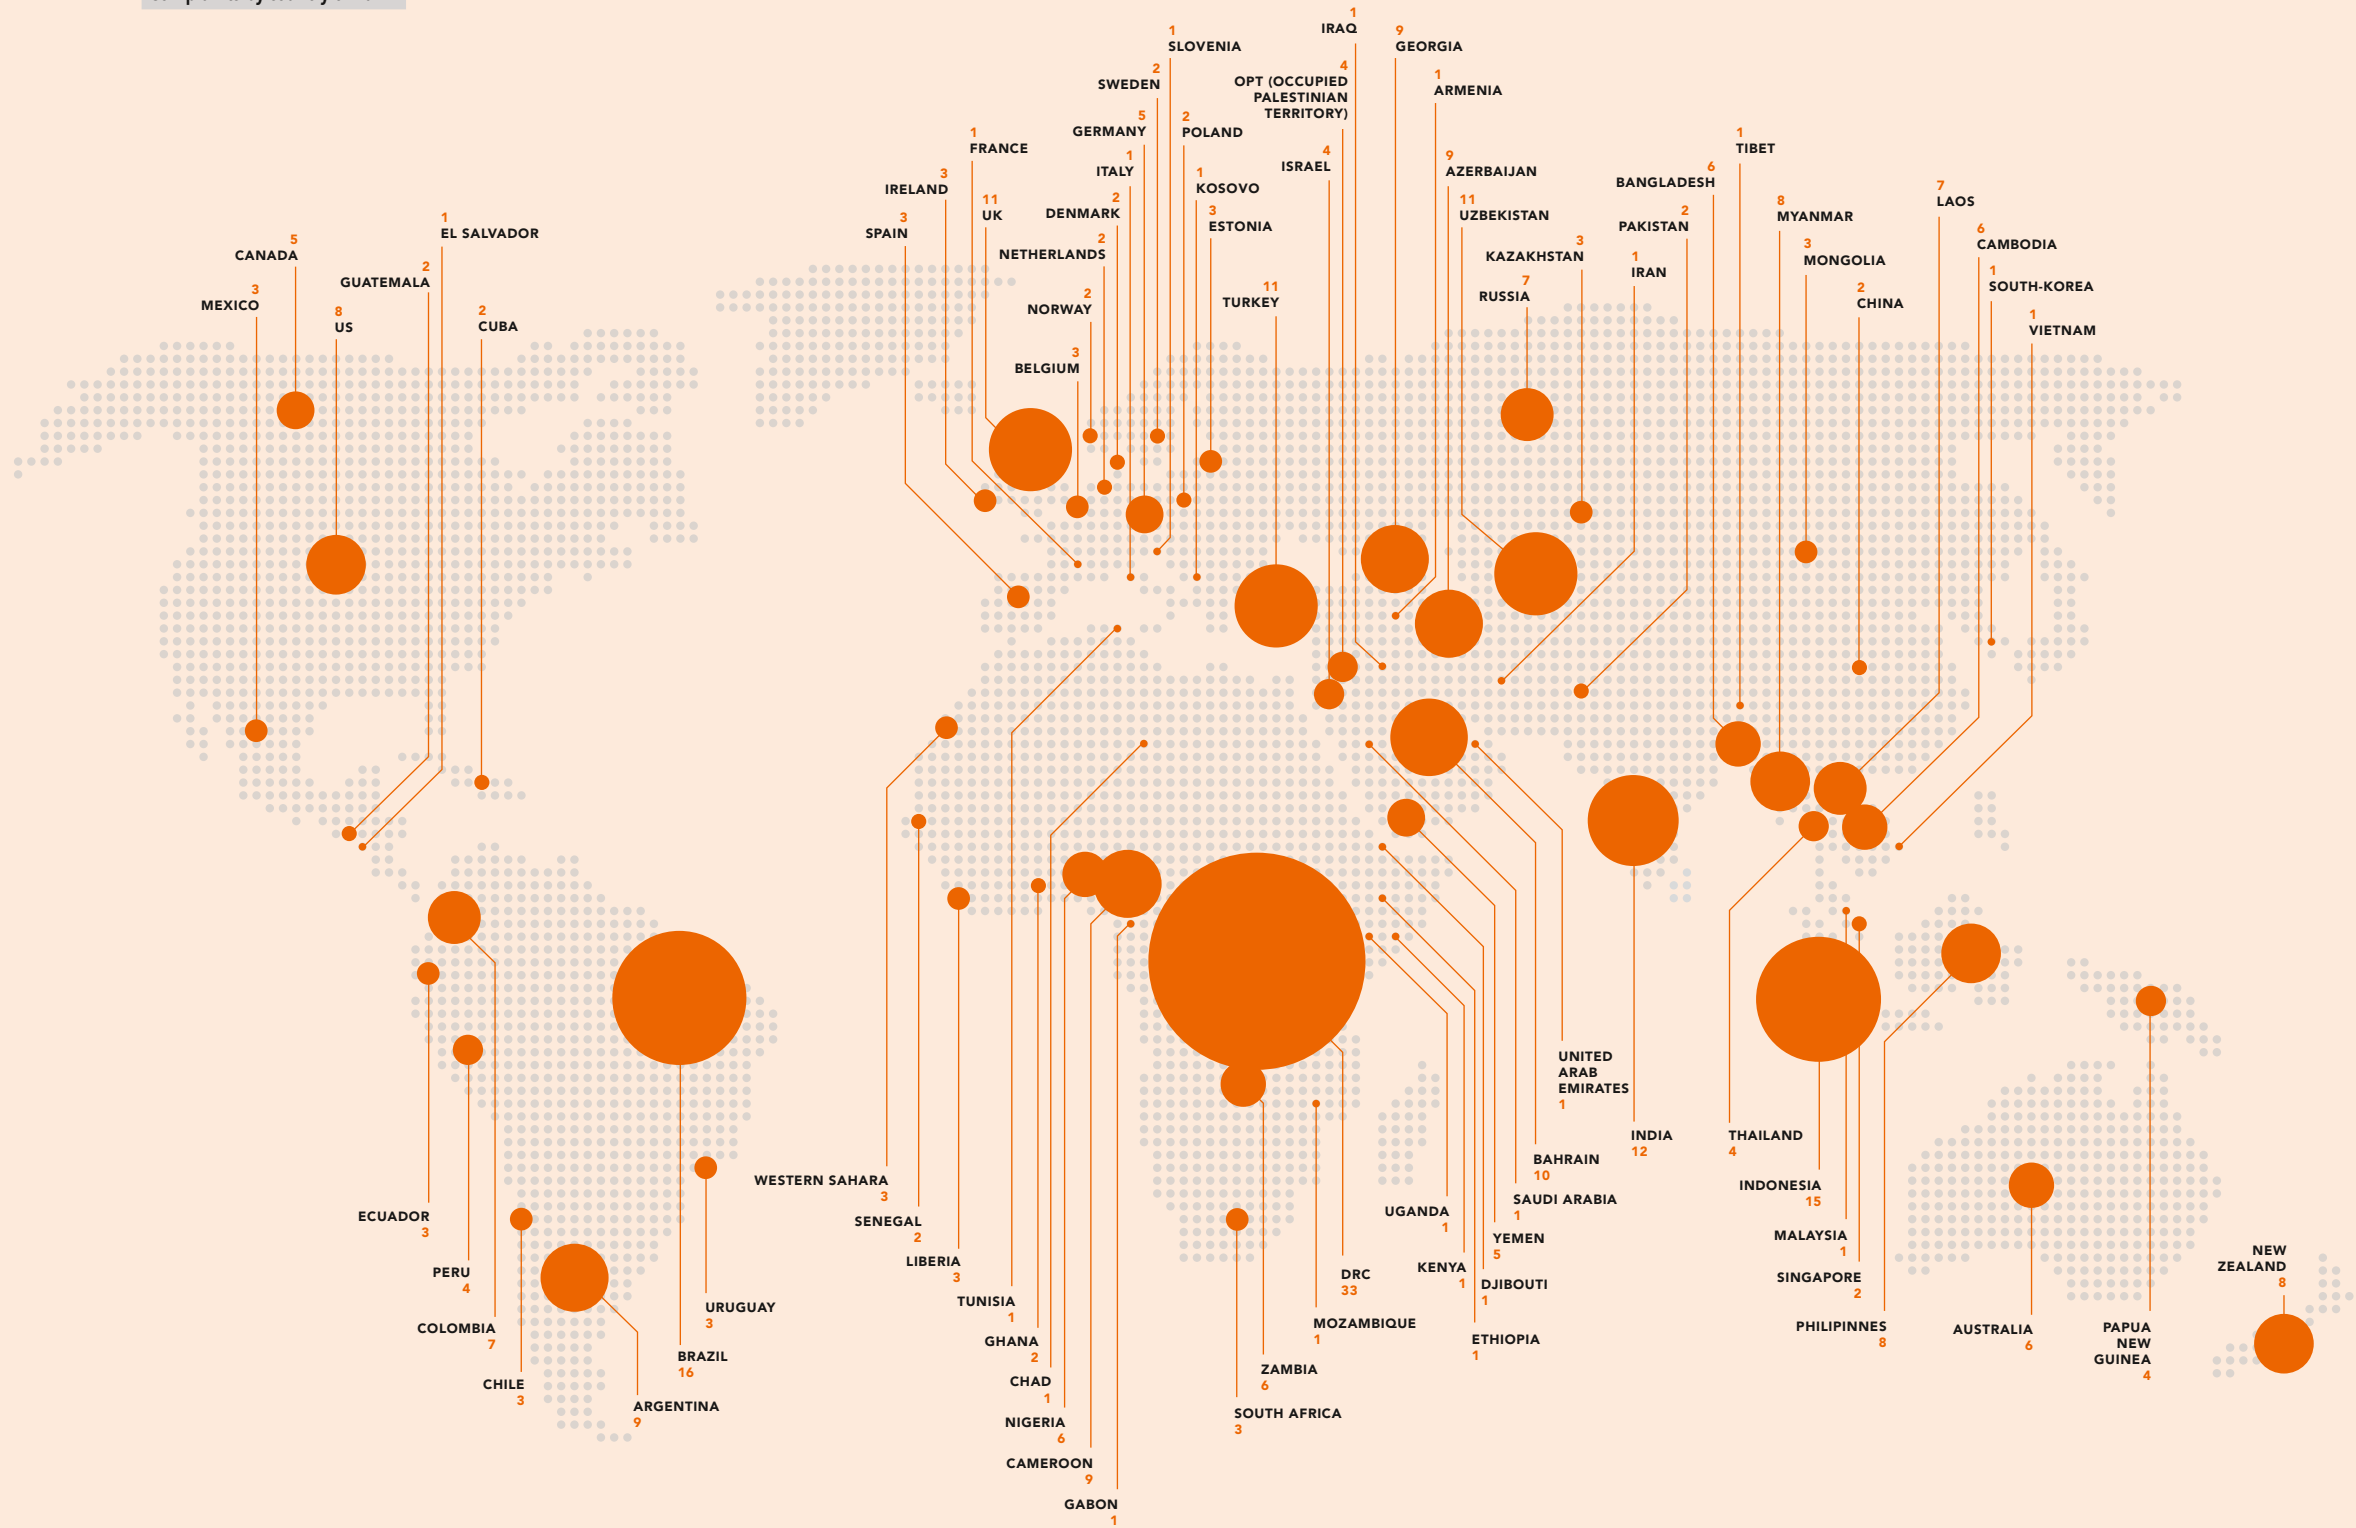 3
MEXICO
5
CANADA
8
US
2
GUATEMALA
1
EL SALVADOR
2
CUBA
3
SPAIN
3
IRELAND
1
FRANCE
11
UK
3
BELGIUM
2
NORWAY
2
NETHERLANDS
2
DENMARK
1
ITALY
5
GERMANY
2
SWEDEN
1
SLOVENIA
2
POLAND
1
KOSOVO
3
ESTONIA
11
TURKEY
4
ISRAEL
4
OPT (OCCUPIED
PALESTINIAN
TERRITORY)
1
IRAQ
9
GEORGIA
1
ARMENIA
9
AZERBAIJAN
11
UZBEKISTAN
7
RUSSIA
3
KAZAKHSTAN
1
IRAN
2
PAKISTAN
6
BANGLADESH
1
TIBET
8
MYANMAR
3
MONGOLIA
2
CHINA
7
LAOS
6
CAMBODIA
1
SOUTH-KOREA
1
VIETNAM
ECUADOR
3
PERU
4
COLOMBIA
7
CHILE
3
ARGENTINA
9
BRAZIL
16
URUGUAY
3
WESTERN SAHARA
3
SENEGAL
2
LIBERIA
3
TUNISIA
1
GHANA
2
CHAD
1
NIGERIA
6
CAMEROON
9
GABON
1
SOUTH AFRICA
3
ZAMBIA
6
MOZAMBIQUE
1
DRC
33
UGANDA
1
KENYA
1
ETHIOPIA
1
DJIBOUTI
1
YEMEN
5
SAUDI ARABIA
1
BAHRAIN
10
UNITED
ARAB
EMIRATES
1
INDIA
12
THAILAND
4
INDONESIA
15
MALAYSIA
1
SINGAPORE
2
PHILIPINNES
8
AUSTRALIA
6
PAPUA
NEW
GUINEA
4
NEW
ZEALAND
8